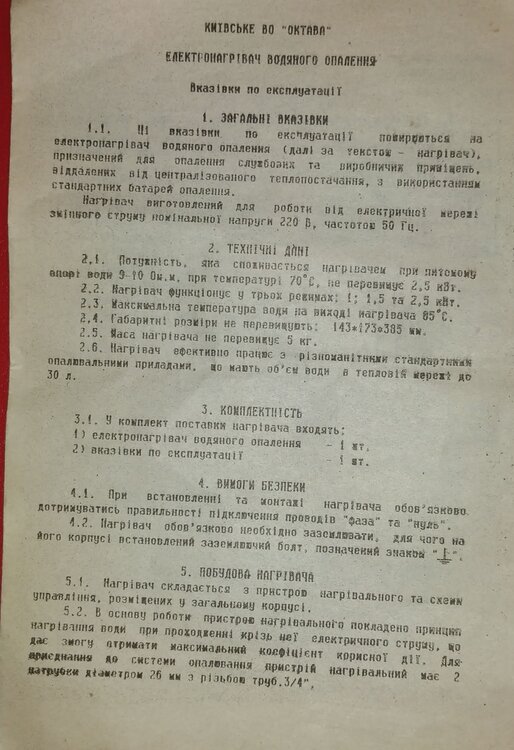 КИЇВСЬКЕ ВО "ОКТАВА"
ЕЛЕКТРОНАГРІВАЧ ВОДЯНОГО ОПАЛЕННЯ
Вказівки по експлуатації
1. ЗАГАЛЬНІ ВКАЗІВКИ
1.1. Ці вказівки по експлуатації поширюються на
електронагрівач водяного опалення (далі за текстом - нагрівач),
призначений для опалення службових та виробничих приміщень,
віддалених від централізованого теплопостачання, з використанням
стандартних батарей опалення.
Нагрівач виготовлений для роботи від електричної мережі
змінного струму номінальної напруги 220 В, частотою 50 Гц.
2. ТЕХНІЧНІ ДАНІ
2.1. Потужність, яка споживається нагрівачем при питомому
опорі води 9-10 Ом.м, при температурі 70°С, не перевищує 2,5 кВт.
2.2. Нагрівач функціонує у трьох режимах: 1; 1,5 та 2,5 кВт.
2.3. Максимальна температура води на виході нагрівача 85°С.
2.4. Габаритні розміри не перевищують: 143*173*385 мм.
2.5. Маса нагрівача не перевищує 5 кг.
2.6. Нагрівач ефективно працює з різноманітними стандартними
опалювальними приладами, що мають об'єм води в тепловій мережі до
30 л.
3. КОМПЛЕКТНІСТЬ
3.1. У комплект поставки нагрівача входять:
1) електронагрівач водяного опалення - 1 шт.
2) вказівки по експлуатації - 1 шт.
4. ВИМОГИ БЕЗПЕКИ
4.1. При встановленні та монтажі нагрівача обов'язково
дотримуватись правильності підключення проводів "фаза" та "нуль".
4.2. Нагрівач обов'язково необхідно заземлювати, для чого на
його корпусі встановлений заземлюючий болт, позначений знаком "⏚".
5. ПОБУДОВА НАГРІВАЧА
5.1. Нагрівач складається з пристрою нагрівального та схеми
управління, розміщених у загальному корпусі.
5.2. В основу роботи пристрою нагрівального покладено принцип
нагрівання води при проходженні крізь неї електричного струму, що
дає змогу отримати максимальний коефіцієнт корисної дії. Для
приєднання до системи опалювання пристрій нагрівальний має 2
патрубки діаметром 26 мм з різьбою труб.3/4",